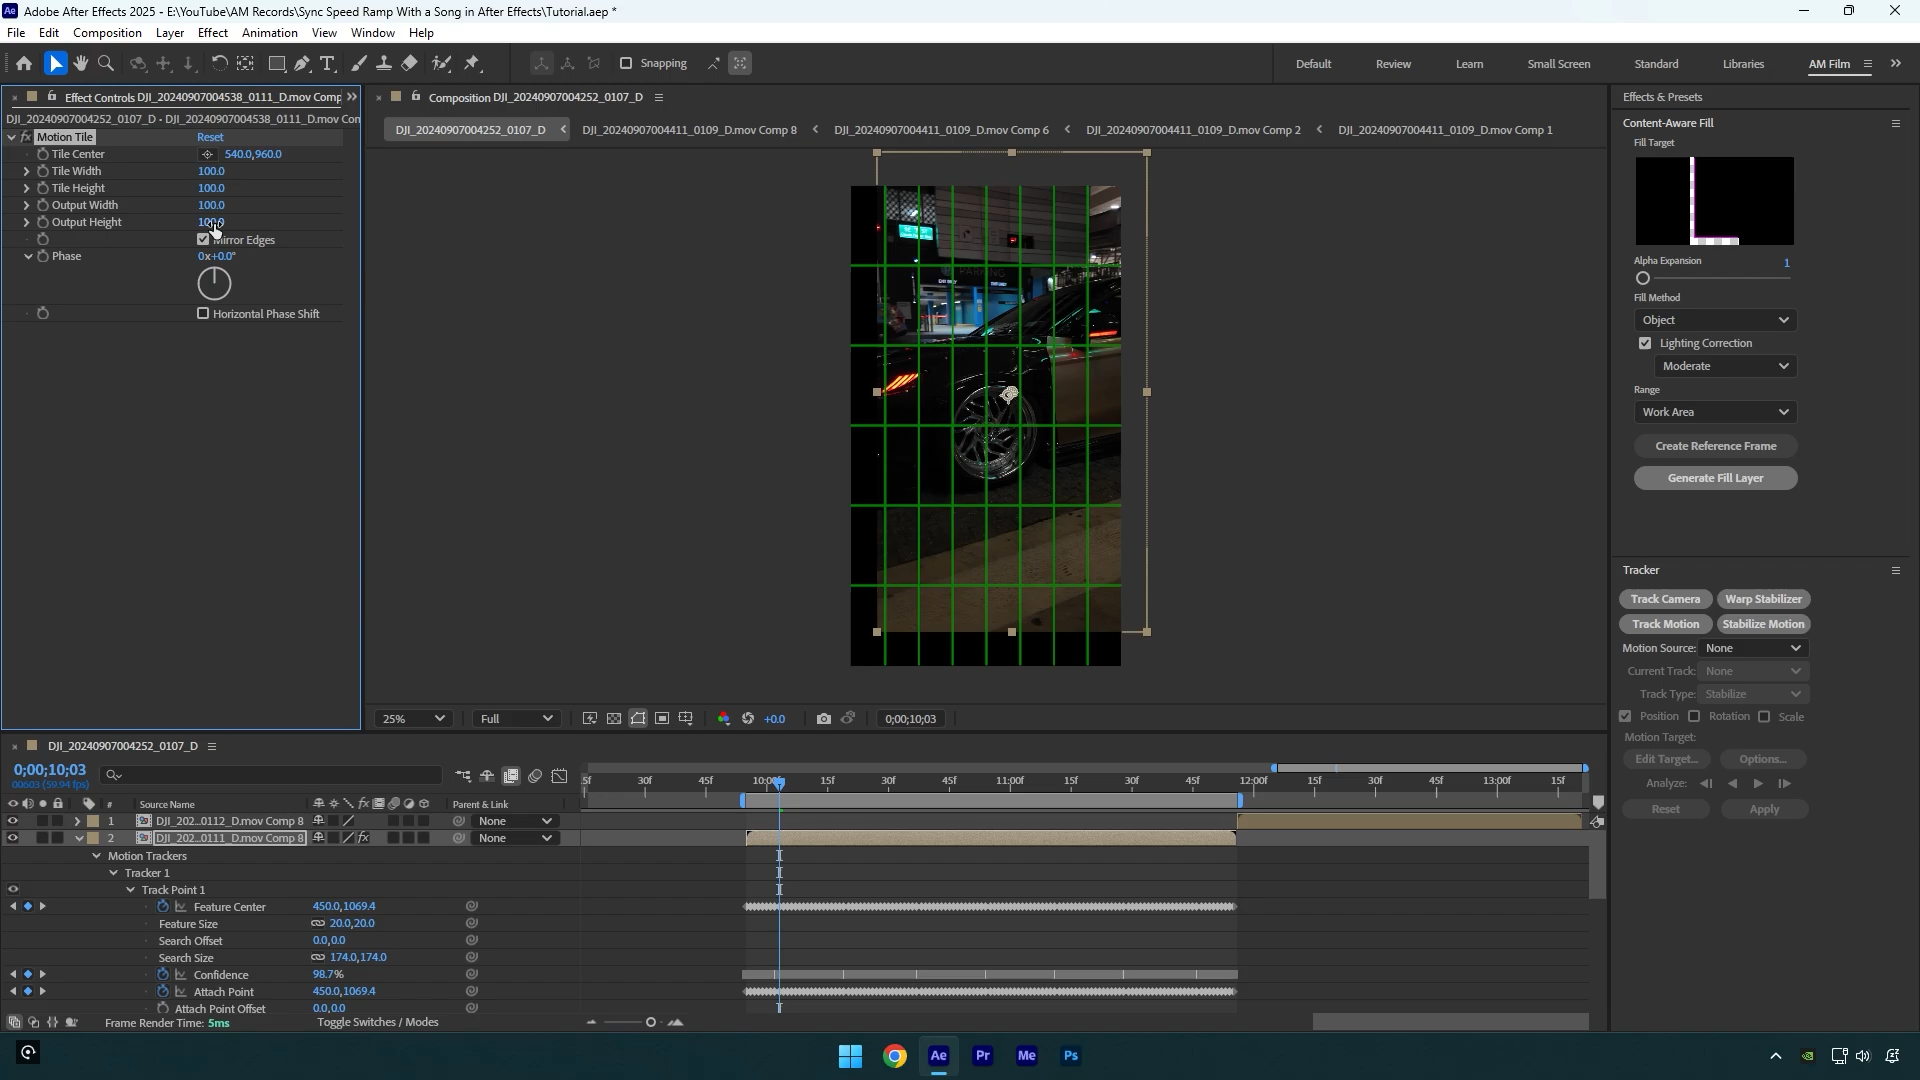 Adobe After Effects 2025 - E:\YouTube\AM Records\Sync Speed Ramp With a Song in After Effects\Tutorial.aep *
File Edit Composition Layer Effect Animation View Window Help
Snapping
Default Review Learn Small Screen Standard Libraries AM Film
Effect Controls DJI_20240907004538_0111_D.mov Comp
DJI_20240907004252_0107_D • DJI_20240907004538_0111_D.mov Con
fx Motion Tile Reset
Tile Center 540.0,960.0
Tile Width 100.0
Tile Height 100.0
Output Width 100.0
Output Height 100.0
Mirror Edges
Phase 0x+0.0°
Horizontal Phase Shift
Composition DJI_20240907004252_0107_D
DJI_20240907004252_0107_D DJI_20240907004411_0109_D.mov Comp 8 DJI_20240907004411_0109_D.mov Comp 6 DJI_20240907004411_0109_D.mov Comp 2 DJI_20240907004411_0109_D.mov Comp 1
PARKING
25% Full +0.0 0;00;10;03
Effects & Presets
Content-Aware Fill
Fill Target
Alpha Expansion 1
Fill Method
Object
Lighting Correction
Moderate
Range
Work Area
Create Reference Frame
Generate Fill Layer
Tracker
Track Camera Warp Stabilizer
Track Motion Stabilize Motion
Motion Source: None
Current Track: None
Track Type: Stabilize
Position Rotation Scale
Motion Target:
Edit Target... Options...
Analyze:
Reset Apply
DJI_20240907004252_0107_D
0;00;10;03
00603 (59.94 fps)
5f 30f 45f 10:00f 15f 30f 45f 11:00f 15f 30f 45f 12:00f 15f 30f 45f 13:00f 15f
# Source Name fx Parent & Link
1 DJI_202...0112_D.mov Comp 8 None
2 DJI_202...0111_D.mov Comp 8 fx None
Motion Trackers
Tracker 1
Track Point 1
Feature Center 450.0,1069.4
Feature Size 20.0,20.0
Search Offset 0.0,0.0
Search Size 174.0,174.0
Confidence 98.7%
Attach Point 450.0,1069.4
Attach Point Offset 0.0,0.0
Frame Render Time: 5ms Toggle Switches / Modes
Ae Pr Me Ps